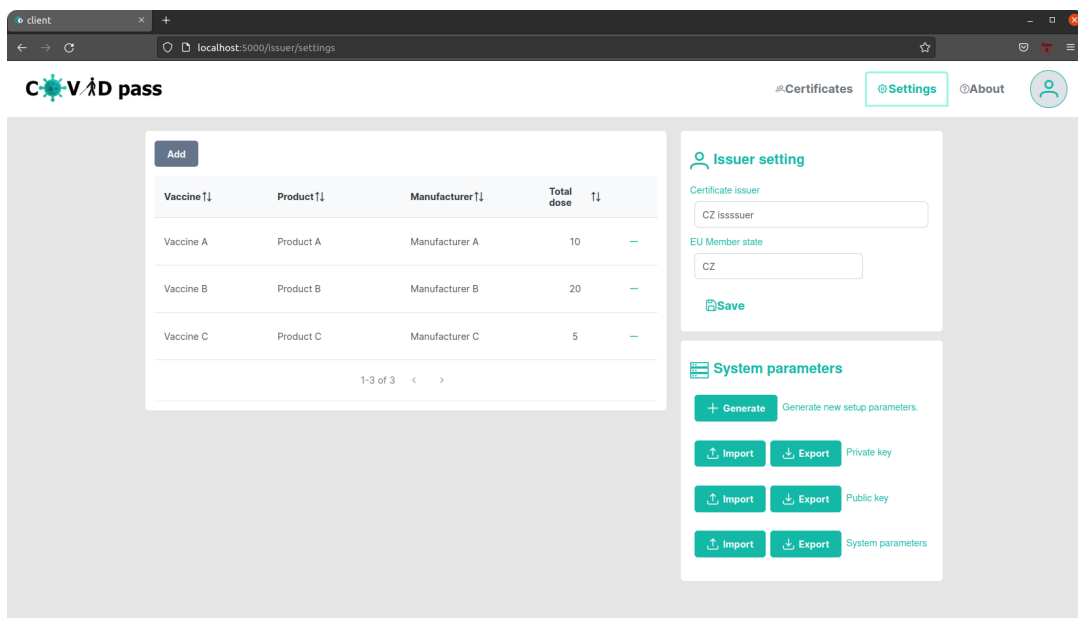 client
localhost:5000/issuer/settings
COVID pass
Certificates
Settings
About
Add
Vaccine Product Manufacturer Total dose
Vaccine A Product A Manufacturer A 10
Vaccine B Product B Manufacturer B 20
Vaccine C Product C Manufacturer C 5
1-3 of 3
Issuer setting
Certificate issuer
CZ isssuer
EU Member state
CZ
Save
System parameters
Generate Generate new setup parameters.
Import Export Private key
Import Export Public key
Import Export System parameters